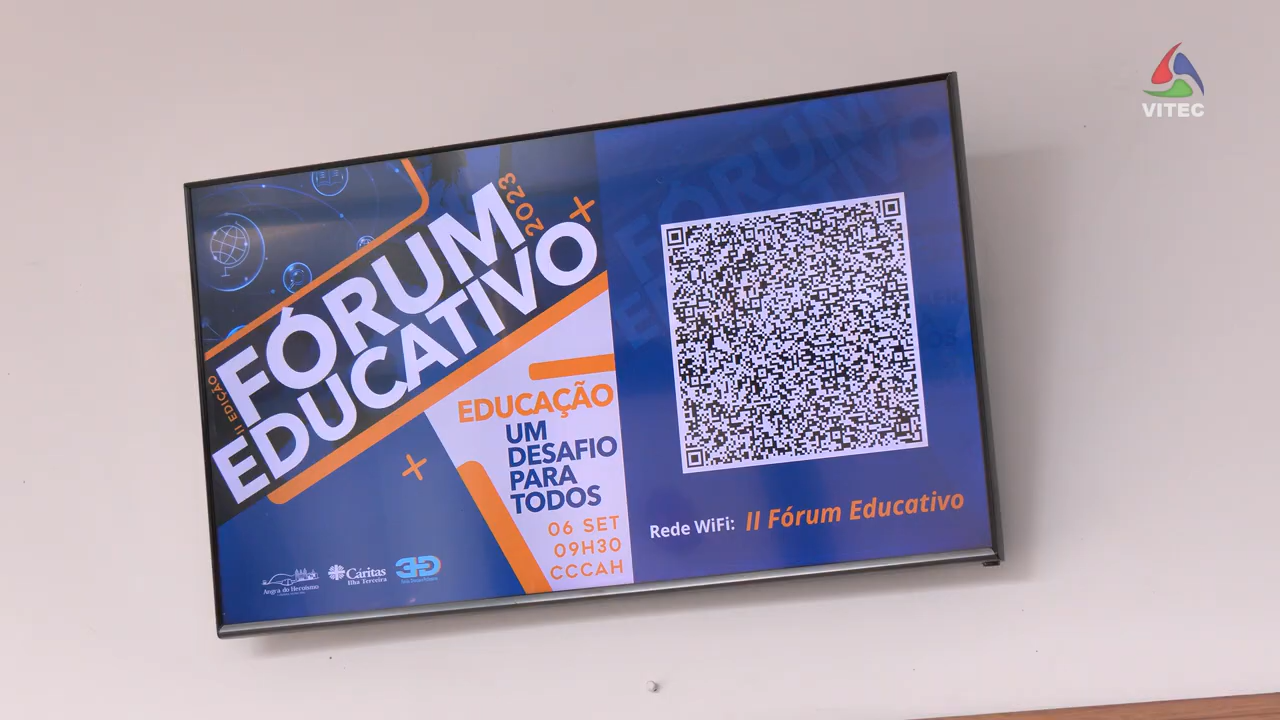 VITEC
II EDIÇÃO
FÓRUM
EDUCATIVO
2023
EDUCAÇÃO
UM
DESAFIO
PARA
TODOS
06 SET
09H30
CCCAH
Angra do Heroísmo
Cáritas
Ilha Terceira
Rede WiFi: II Fórum Educativo